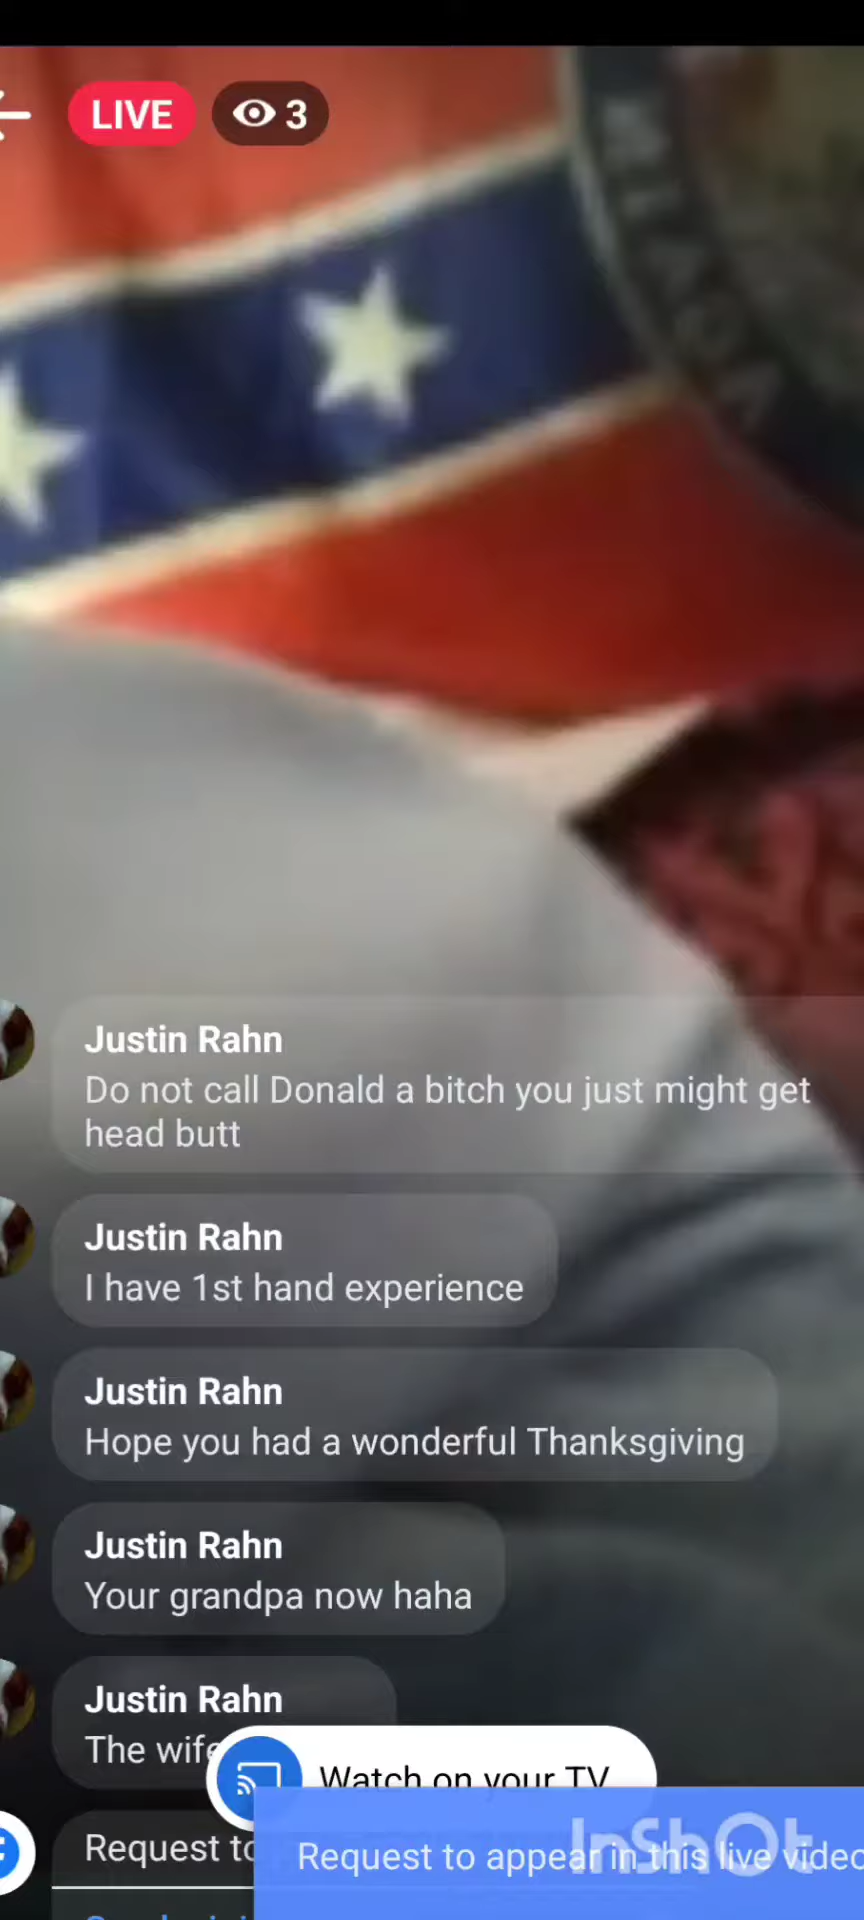 LIVE
3
Justin Rahn
Do not call Donald a bitch you just might get
head butt
Justin Rahn
I have 1st hand experience
Justin Rahn
Hope you had a wonderful Thanksgiving
Justin Rahn
Your grandpa now haha
Justin Rahn
The wife
Watch on your TV
Request to
Request to appear in this live video
InShOt